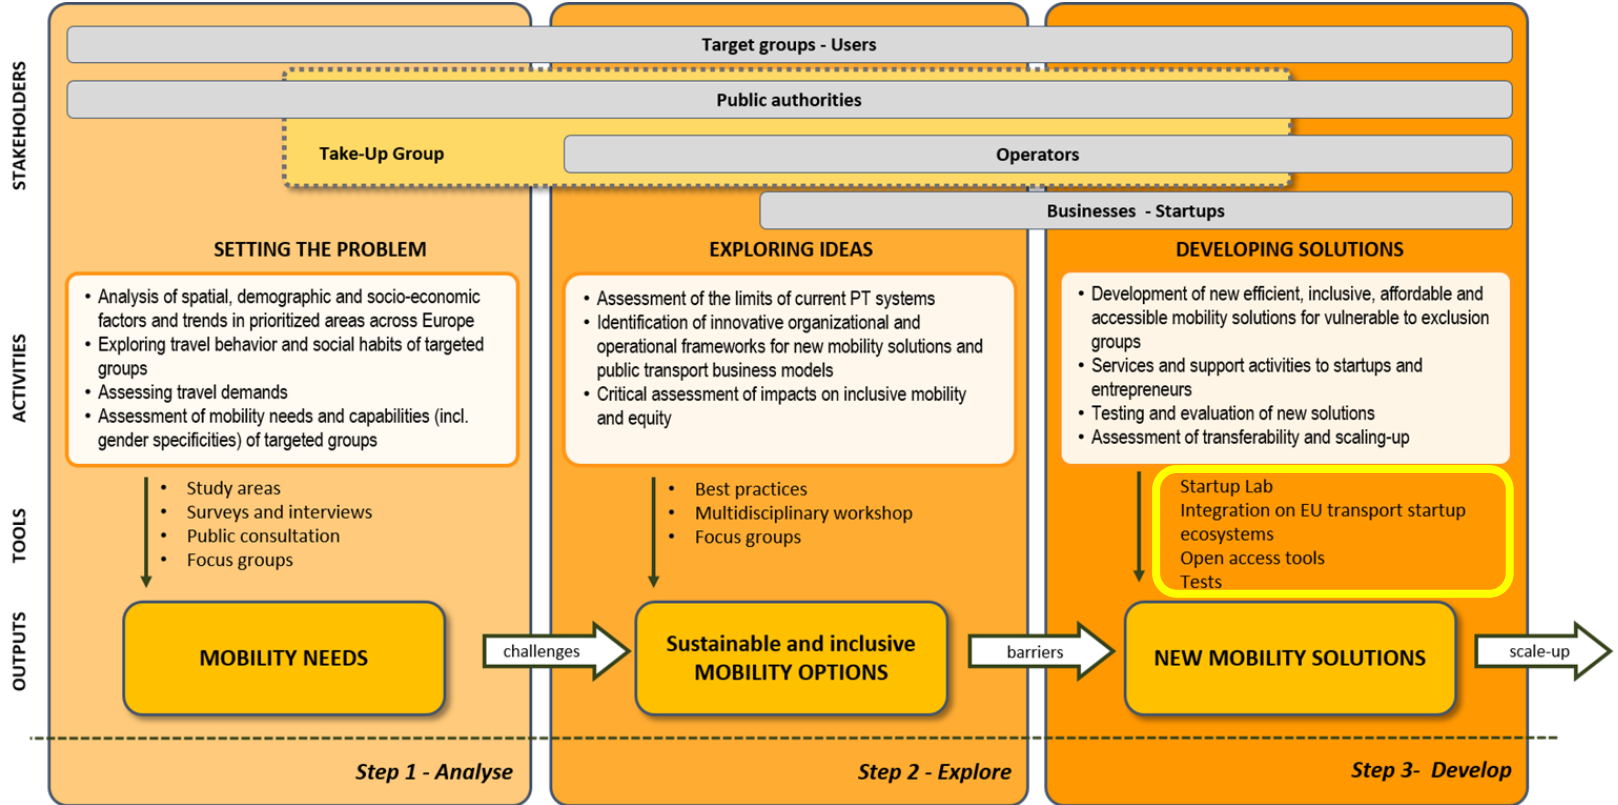 STAKEHOLDERS
Target groups - Users
Public authorities
Take-Up Group
Operators
Businesses - Startups
ACTIVITIES
SETTING THE PROBLEM
• Analysis of spatial, demographic and socio-economic
factors and trends in prioritized areas across Europe
• Exploring travel behavior and social habits of targeted
groups
• Assessing travel demands
• Assessment of mobility needs and capabilities (incl.
gender specificities) of targeted groups
EXPLORING IDEAS
• Assessment of the limits of current PT systems
• Identification of innovative organizational and
operational frameworks for new mobility solutions and
public transport business models
• Critical assessment of impacts on inclusive mobility
and equity
DEVELOPING SOLUTIONS
• Development of new efficient, inclusive, affordable and
accessible mobility solutions for vulnerable to exclusion
groups
• Services and support activities to startups and
entrepreneurs
• Testing and evaluation of new solutions
• Assessment of transferability and scaling-up
TOOLS
• Study areas
• Surveys and interviews
• Public consultation
• Focus groups
• Best practices
• Multidisciplinary workshop
• Focus groups
Startup Lab
Integration on EU transport startup
ecosystems
Open access tools
Tests
OUTPUTS
MOBILITY NEEDS
challenges
Sustainable and inclusive
MOBILITY OPTIONS
barriers
NEW MOBILITY SOLUTIONS
scale-up
Step 1 - Analyse
Step 2 - Explore
Step 3- Develop